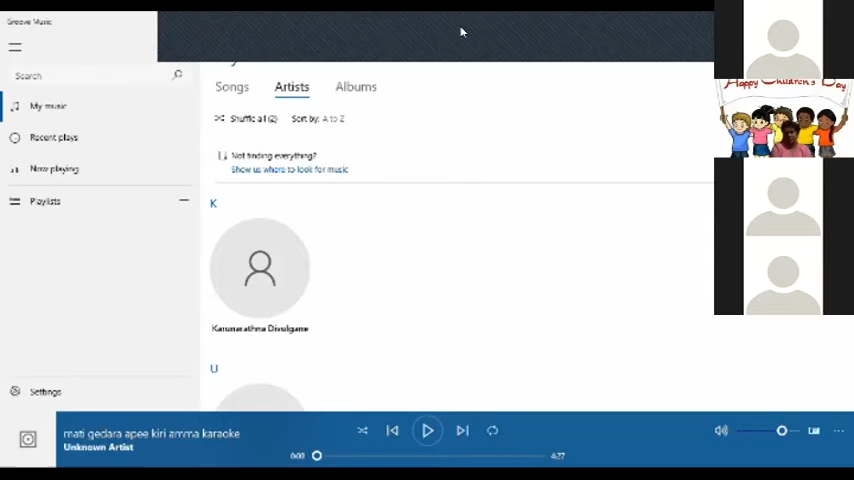 Groove Music
Search
My music
Recent plays
Now playing
Playlists
Settings
Songs Artists Albums
Shuffle all (2) Sort by: A to Z
Not finding everything?
Show us where to look for music
K
Karunarathna Divulgane
U
mati gedara apee kiri amma karaoke
Unknown Artist
0:00
4:27
Happy Children's Day